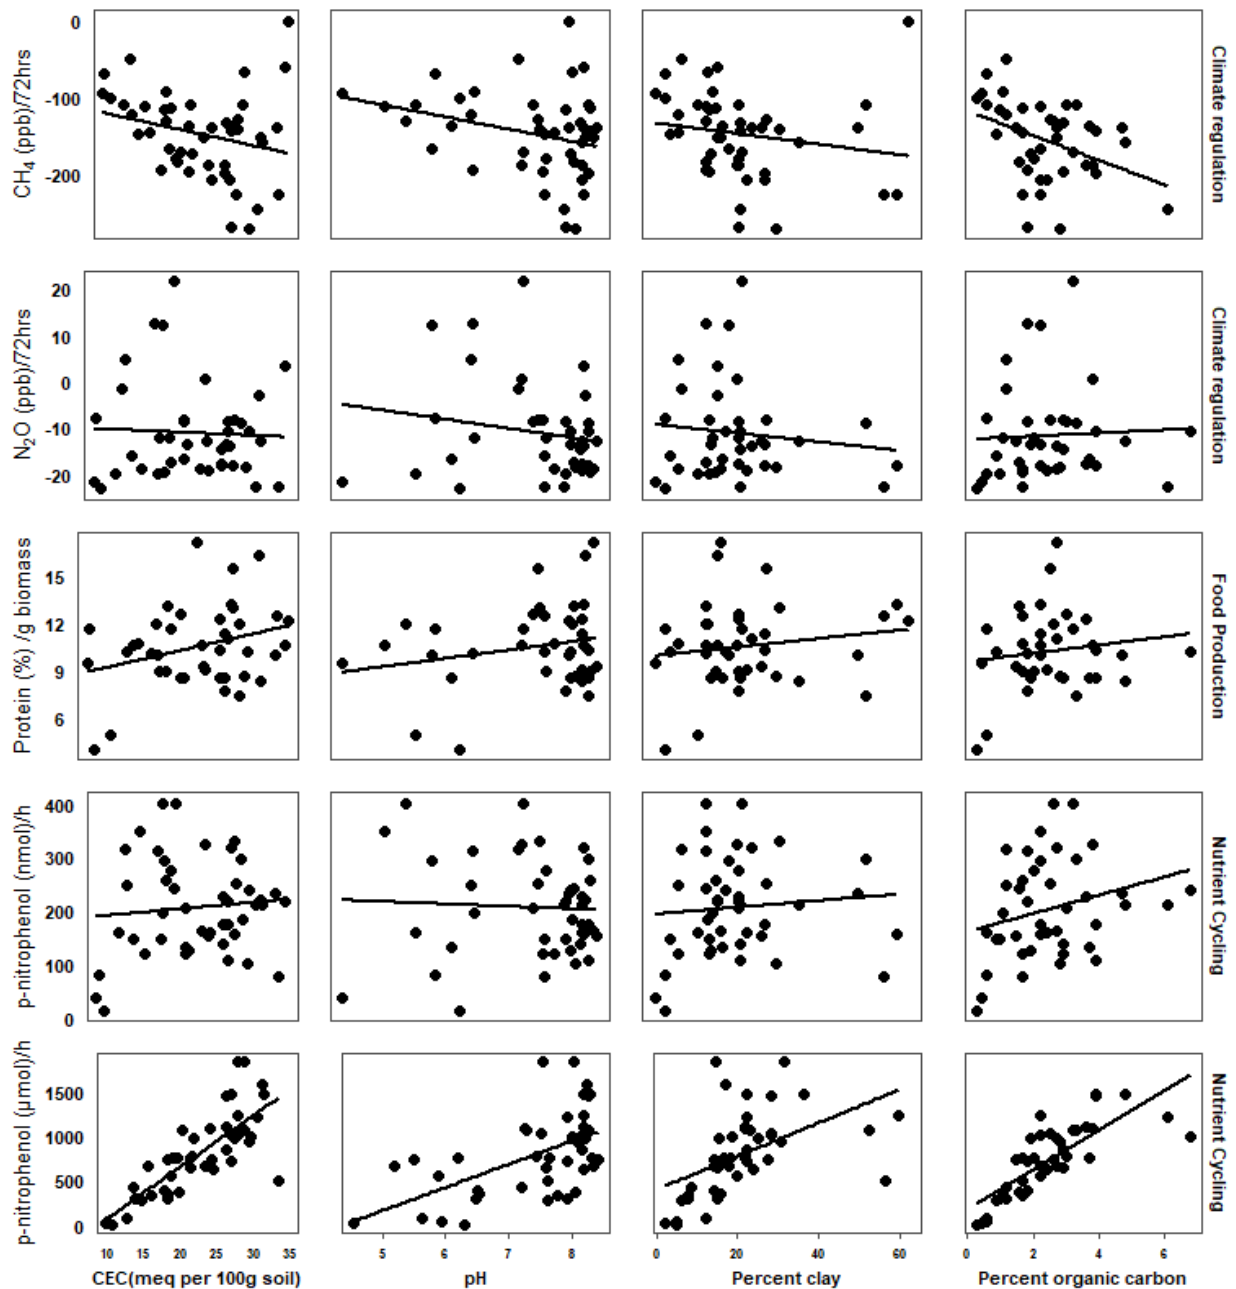 CH₄ (ppb)/72hrs
0
-100
-200
Climate regulation
N₂O (ppb)/72hrs
20
10
0
-10
-20
Climate regulation
Protein (%) /g biomass
15
12
9
6
Food Production
p-nitrophenol (nmol)/h
400
300
200
100
0
Nutrient Cycling
p-nitrophenol (µmol)/h
1500
1000
500
0
Nutrient Cycling
10 15 20 25 30 35
5 6 7 8
0 20 40 60
0 2 4 6
CEC(meq per 100g soil)
pH
Percent clay
Percent organic carbon